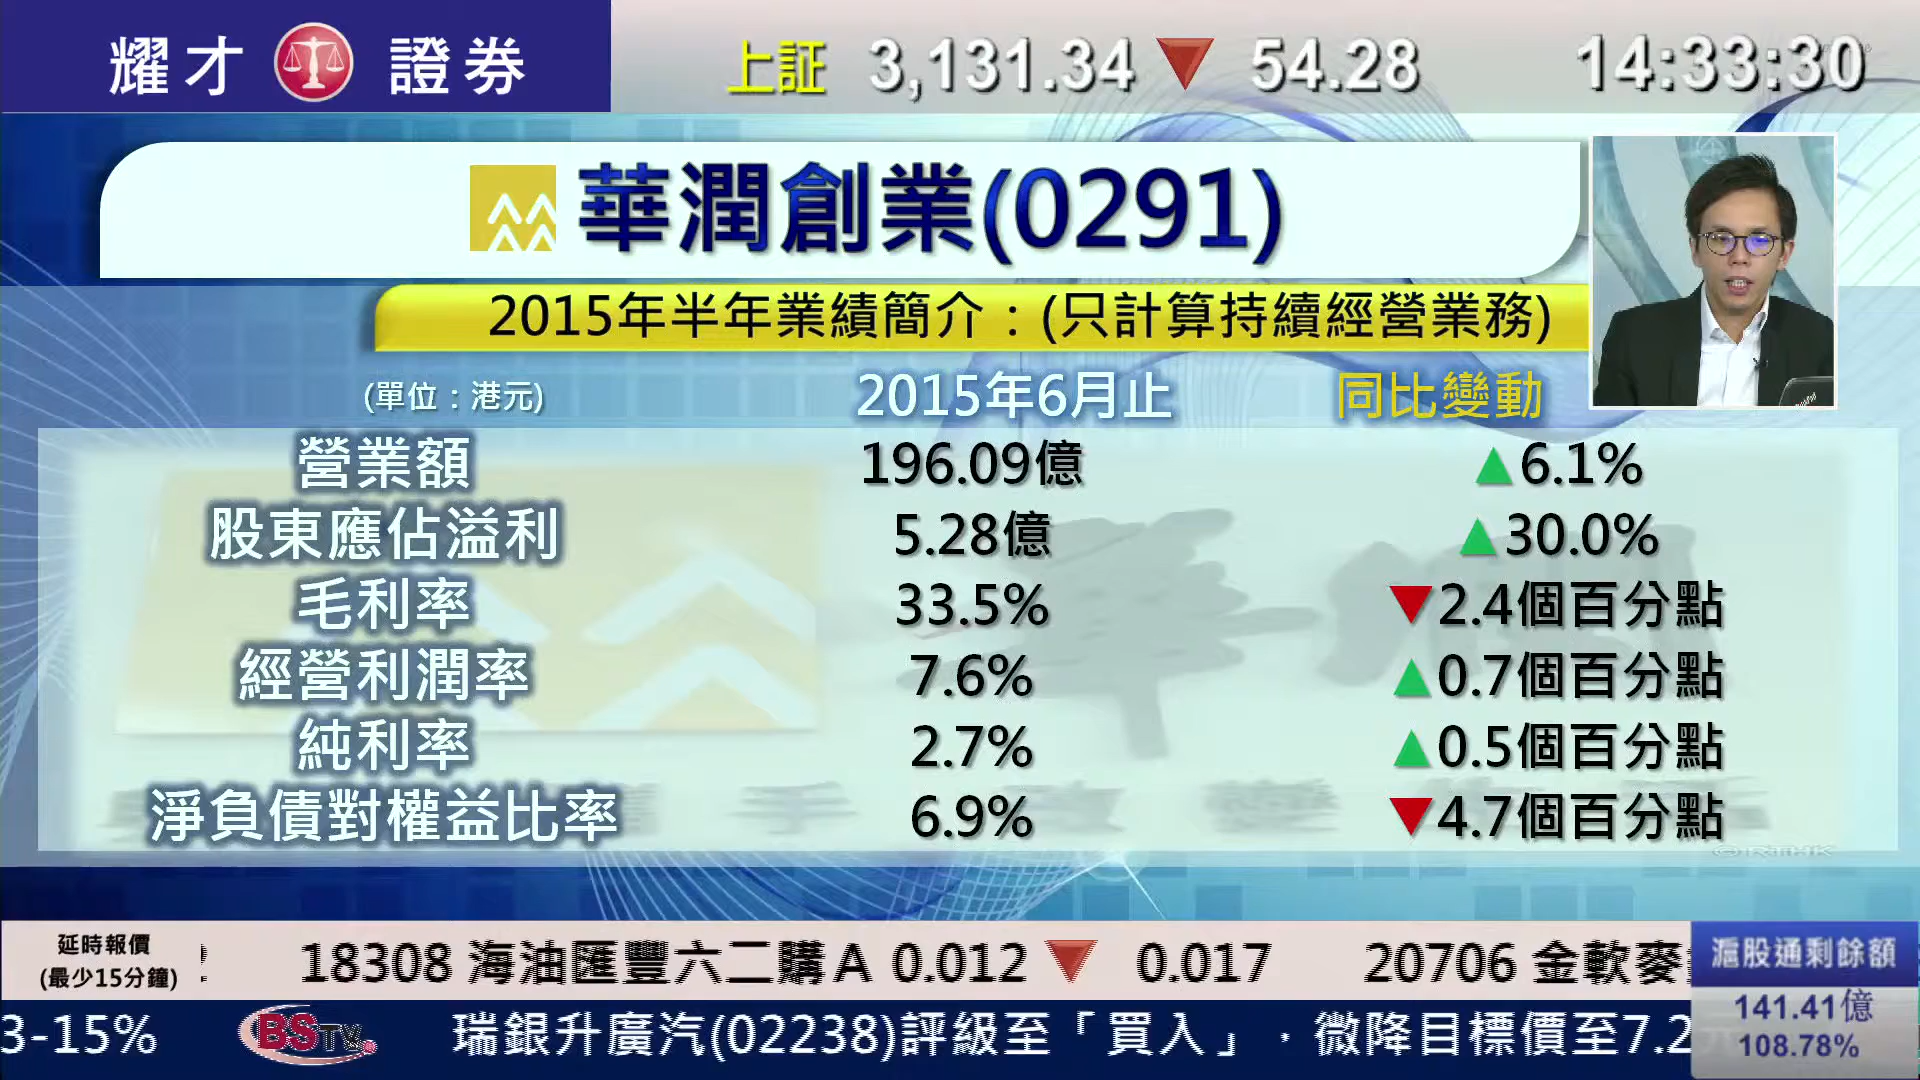 耀才 證券
上証 3,131.34 ▼ 54.28 14:33:30
華潤創業(0291)
2015年半年業績簡介：(只計算持續經營業務)
(單位：港元) 2015年6月止 同比變動
營業額 196.09億 ▲6.1%
股東應佔溢利 5.28億 ▲30.0%
毛利率 33.5% ▼2.4個百分點
經營利潤率 7.6% ▲0.7個百分點
純利率 2.7% ▲0.5個百分點
淨負債對權益比率 6.9% ▼4.7個百分點
延時報價
(最少15分鐘)
18308 海油匯豐六二購A 0.012 ▼ 0.017 20706 金軟麥
滬股通剩餘額
141.41億
108.78%
3-15% BSTV 瑞銀升廣汽(02238)評級至「買入」．微降目標價至7.2